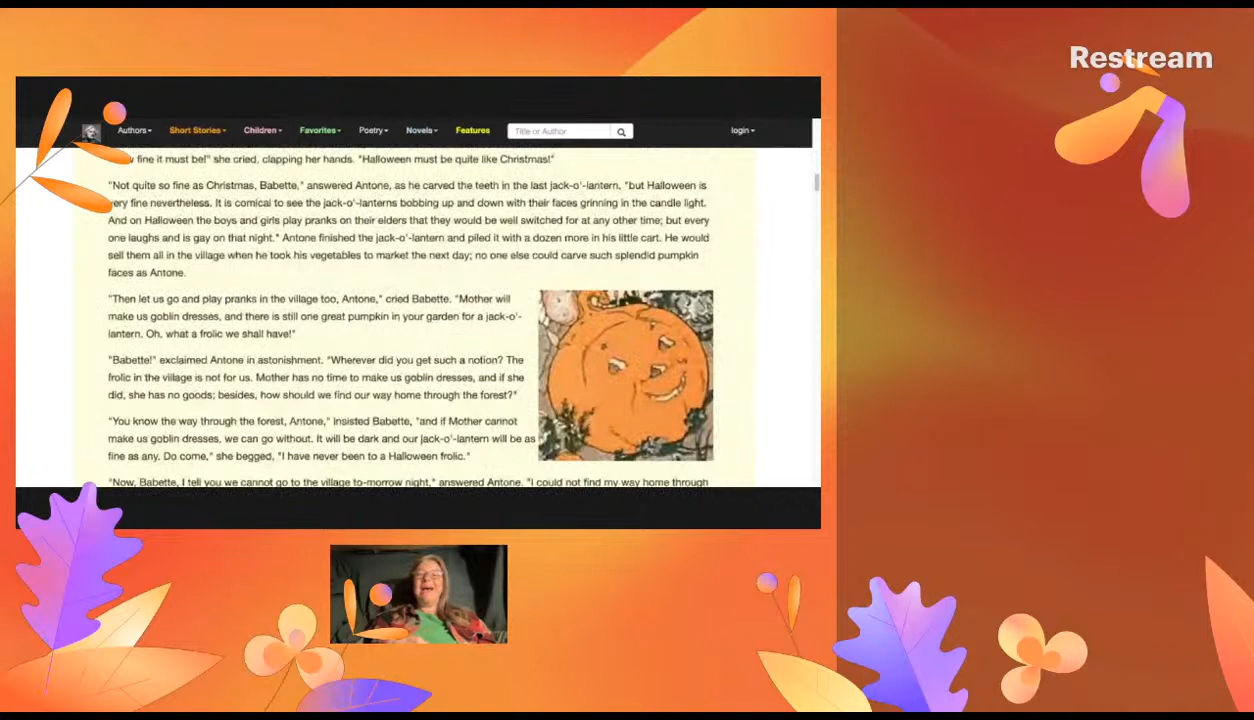 Restream
Authors Short Stories Children Favorites Poetry Novels Features Title or Author login
fine it must be!" she cried, clapping her hands. "Halloween must be quite like Christmas!"
"Not quite so fine as Christmas, Babette," answered Antone, as he carved the teeth in the last jack-o'-lantern, "but Halloween is
very fine nevertheless. It is comical to see the jack-o'-lanterns bobbing up and down with their faces grinning in the candle light.
And on Halloween the boys and girls play pranks on their elders that they would be well switched for at any other time; but every
one laughs and is gay on that night." Antone finished the jack-o'-lantern and piled it with a dozen more in his little cart. He would
sell them all in the village when he took his vegetables to market the next day; no one else could carve such splendid pumpkin
faces as Antone.
"Then let us go and play pranks in the village too, Antone," cried Babette. "Mother will
make us goblin dresses, and there is still one great pumpkin in your garden for a jack-o'-
lantern. Oh, what a frolic we shall have!"
"Babette!" exclaimed Antone in astonishment. "Wherever did you get such a notion? The
frolic in the village is not for us. Mother has no time to make us goblin dresses, and if she
did, she has no goods; besides, how should we find our way home through the forest?"
"You know the way through the forest, Antone," insisted Babette, "and if Mother cannot
make us goblin dresses, we can go without. It will be dark and our jack-o'-lantern will be as
fine as any. Do come," she begged, "I have never been to a Halloween frolic."
"Now, Babette, I tell you we cannot go to the village to-morrow night," answered Antone. "I could not find my way home through